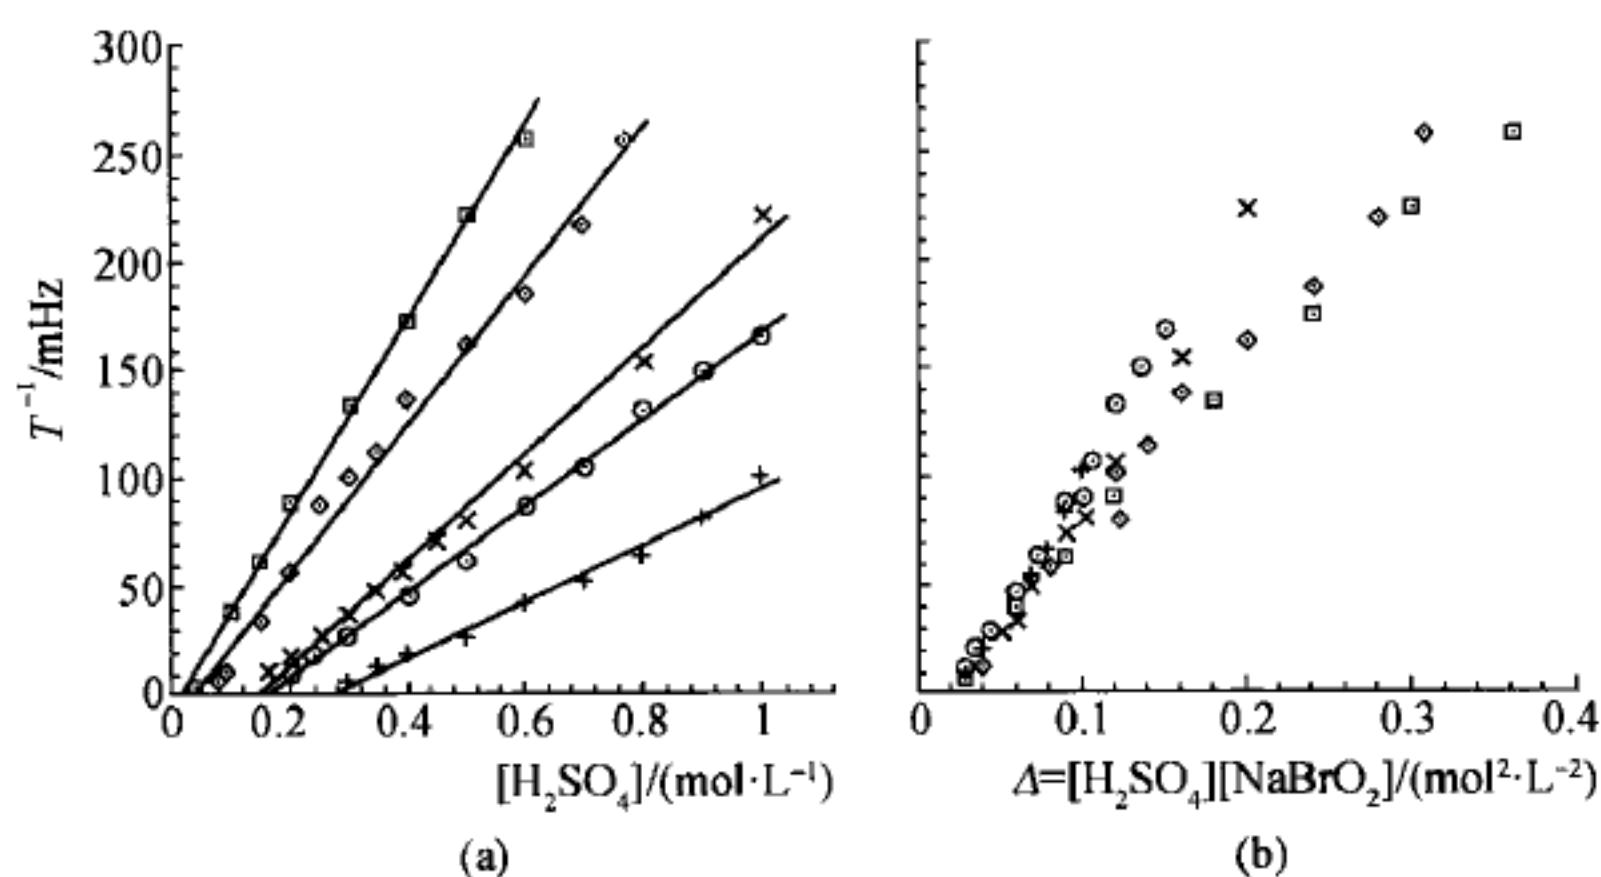 300
250
200
150
100
50
0
T⁻¹/mHz
0 0.2 0.4 0.6 0.8 1
[H₂SO₄]/(mol·L⁻¹)
(a)
0 0.1 0.2 0.3 0.4
Δ=[H₂SO₄][NaBrO₂]/(mol²·L⁻²)
(b)